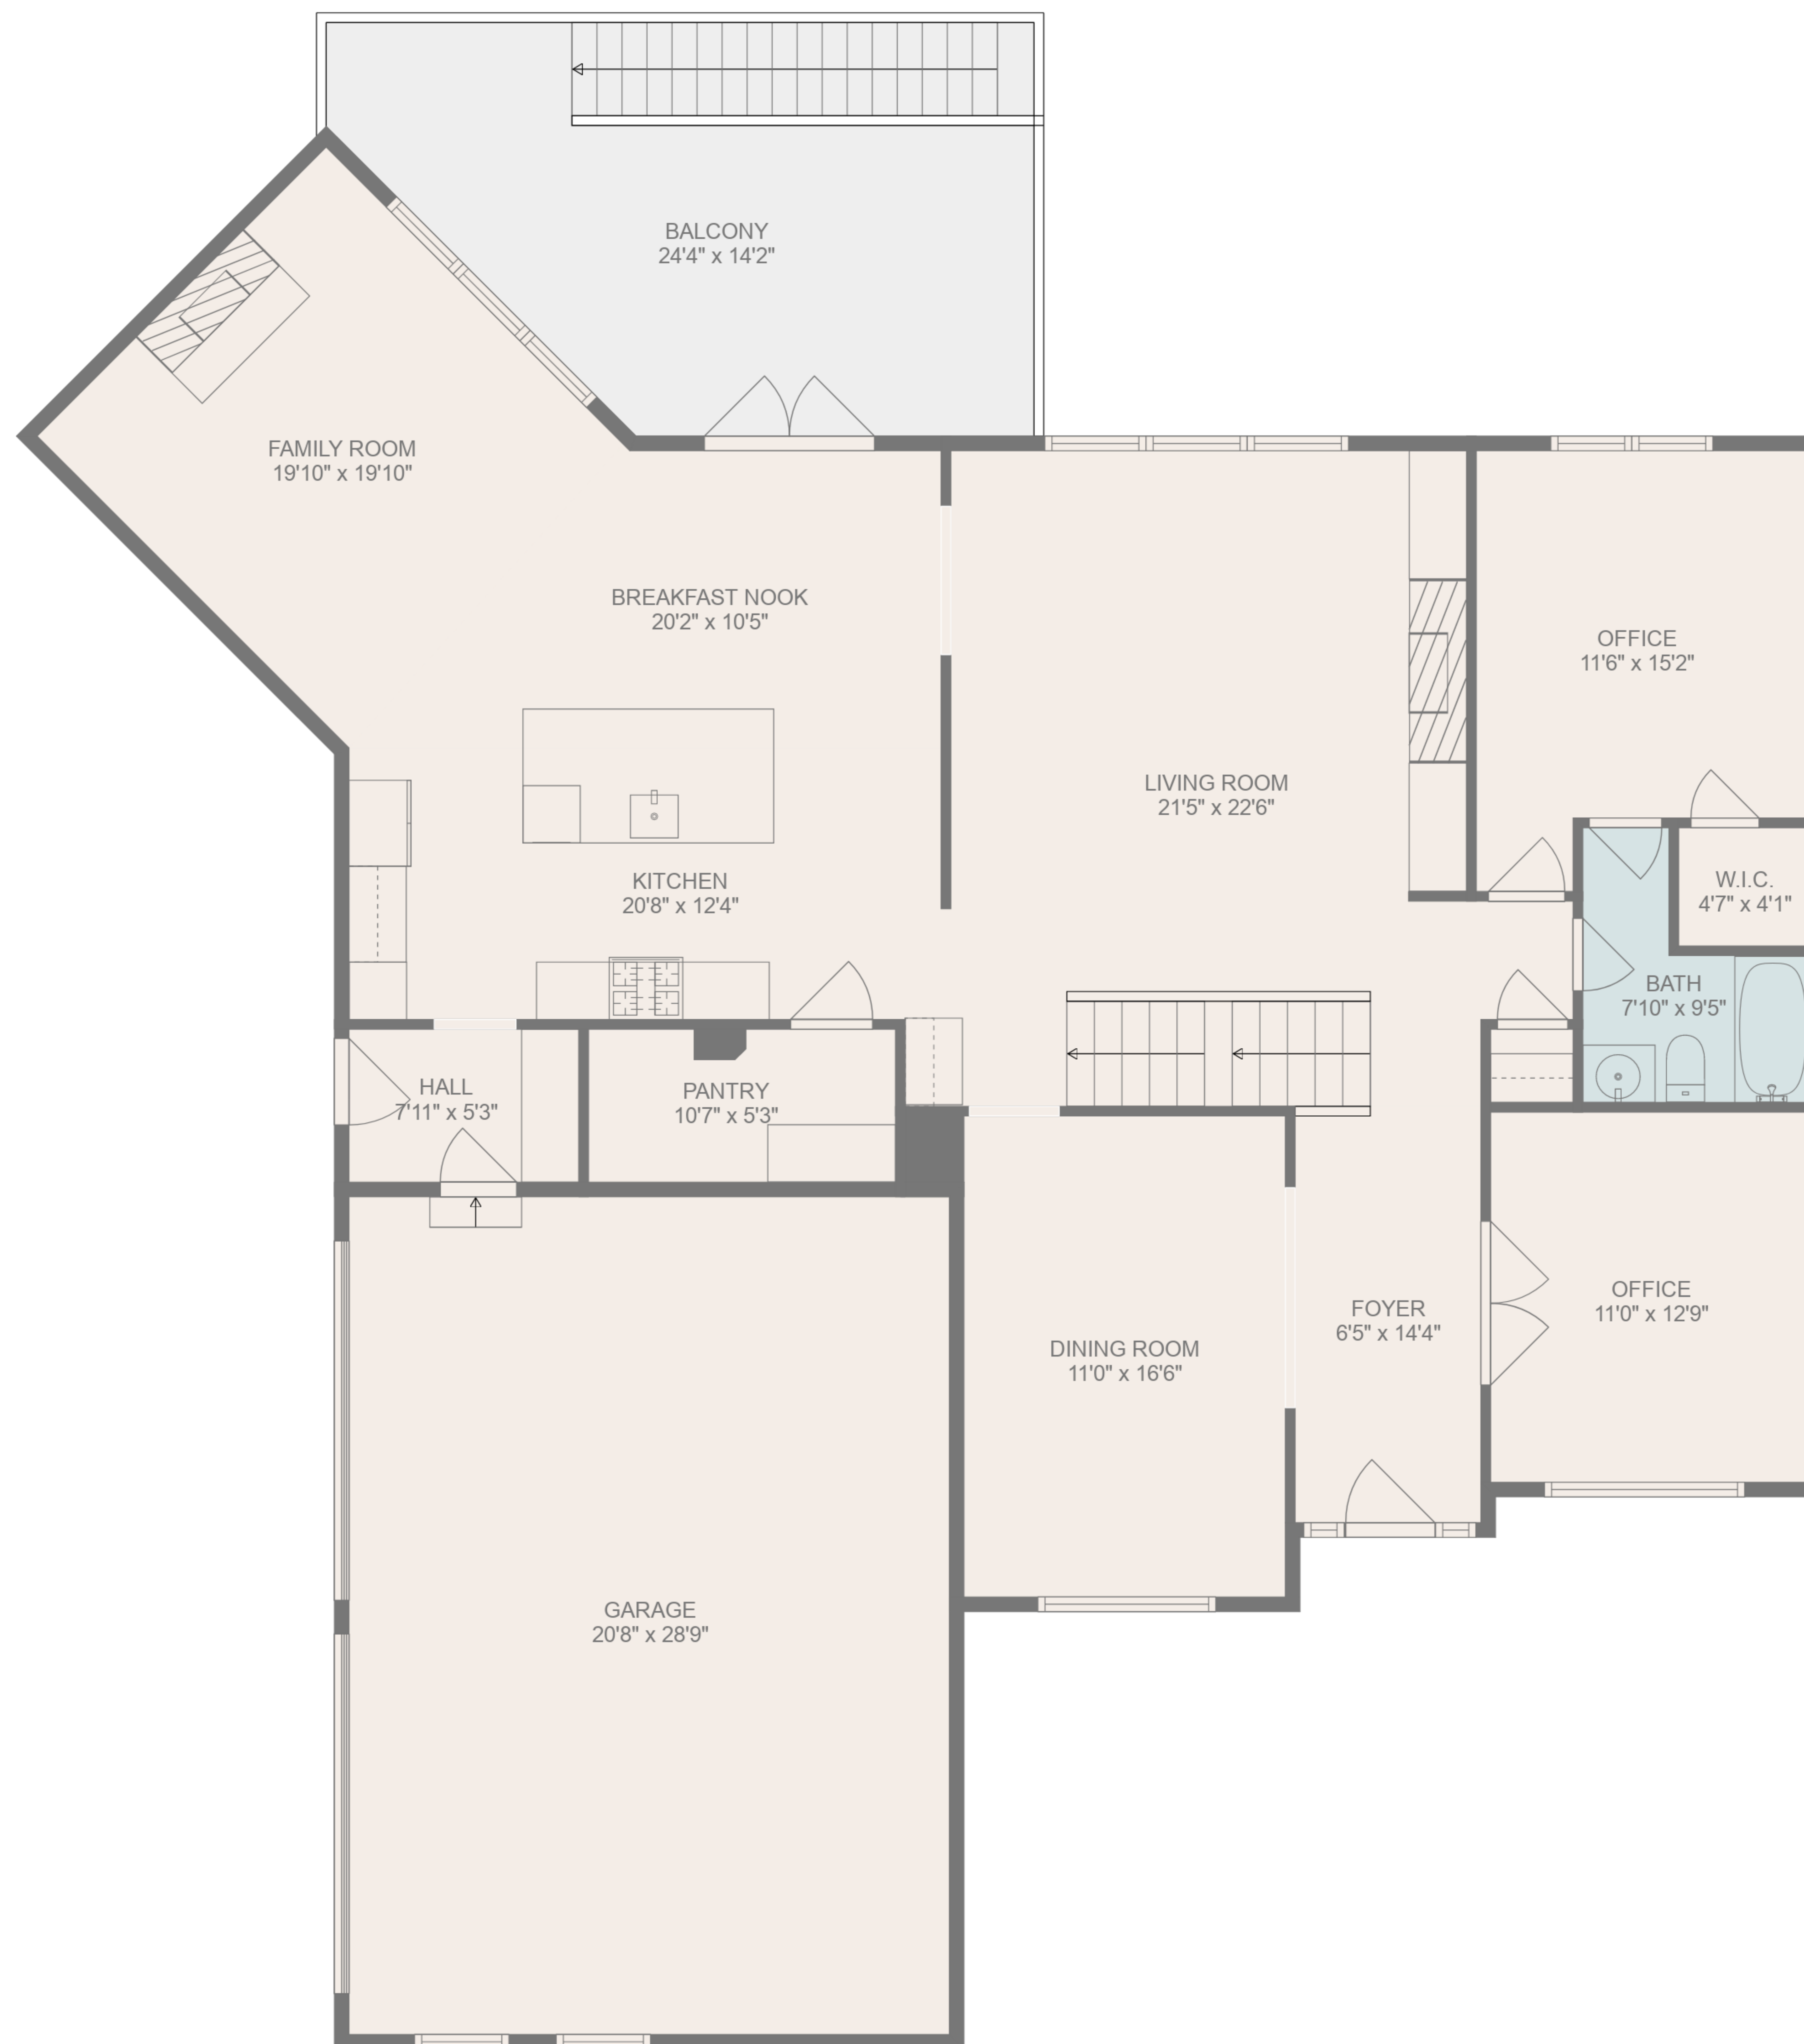 BALCONY
24'4" x 14'2"
FAMILY ROOM
19'10" x 19'10"
BREAKFAST NOOK
20'2" x 10'5"
OFFICE
11'6" x 15'2"
LIVING ROOM
21'5" x 22'6"
KITCHEN
20'8" x 12'4"
W.I.C.
4'7" x 4'1"
BATH
7'10" x 9'5"
HALL
7'11" x 5'3"
PANTRY
10'7" x 5'3"
OFFICE
11'0" x 12'9"
FOYER
6'5" x 14'4"
DINING ROOM
11'0" x 16'6"
GARAGE
20'8" x 28'9"